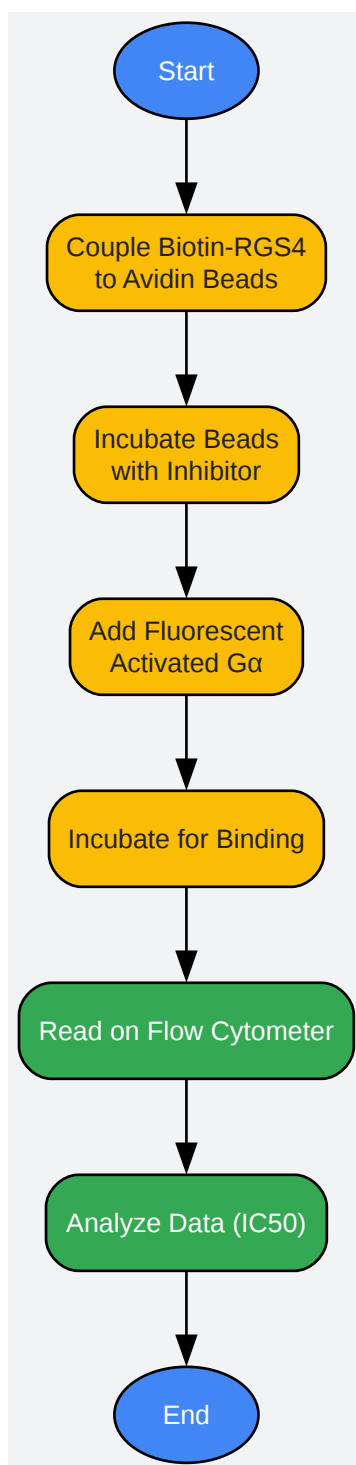 Start
Couple Biotin-RGS4
to Avidin Beads
Incubate Beads
with Inhibitor
Add Fluorescent
Activated Gα
Incubate for Binding
Read on Flow Cytometer
Analyze Data (IC50)
End